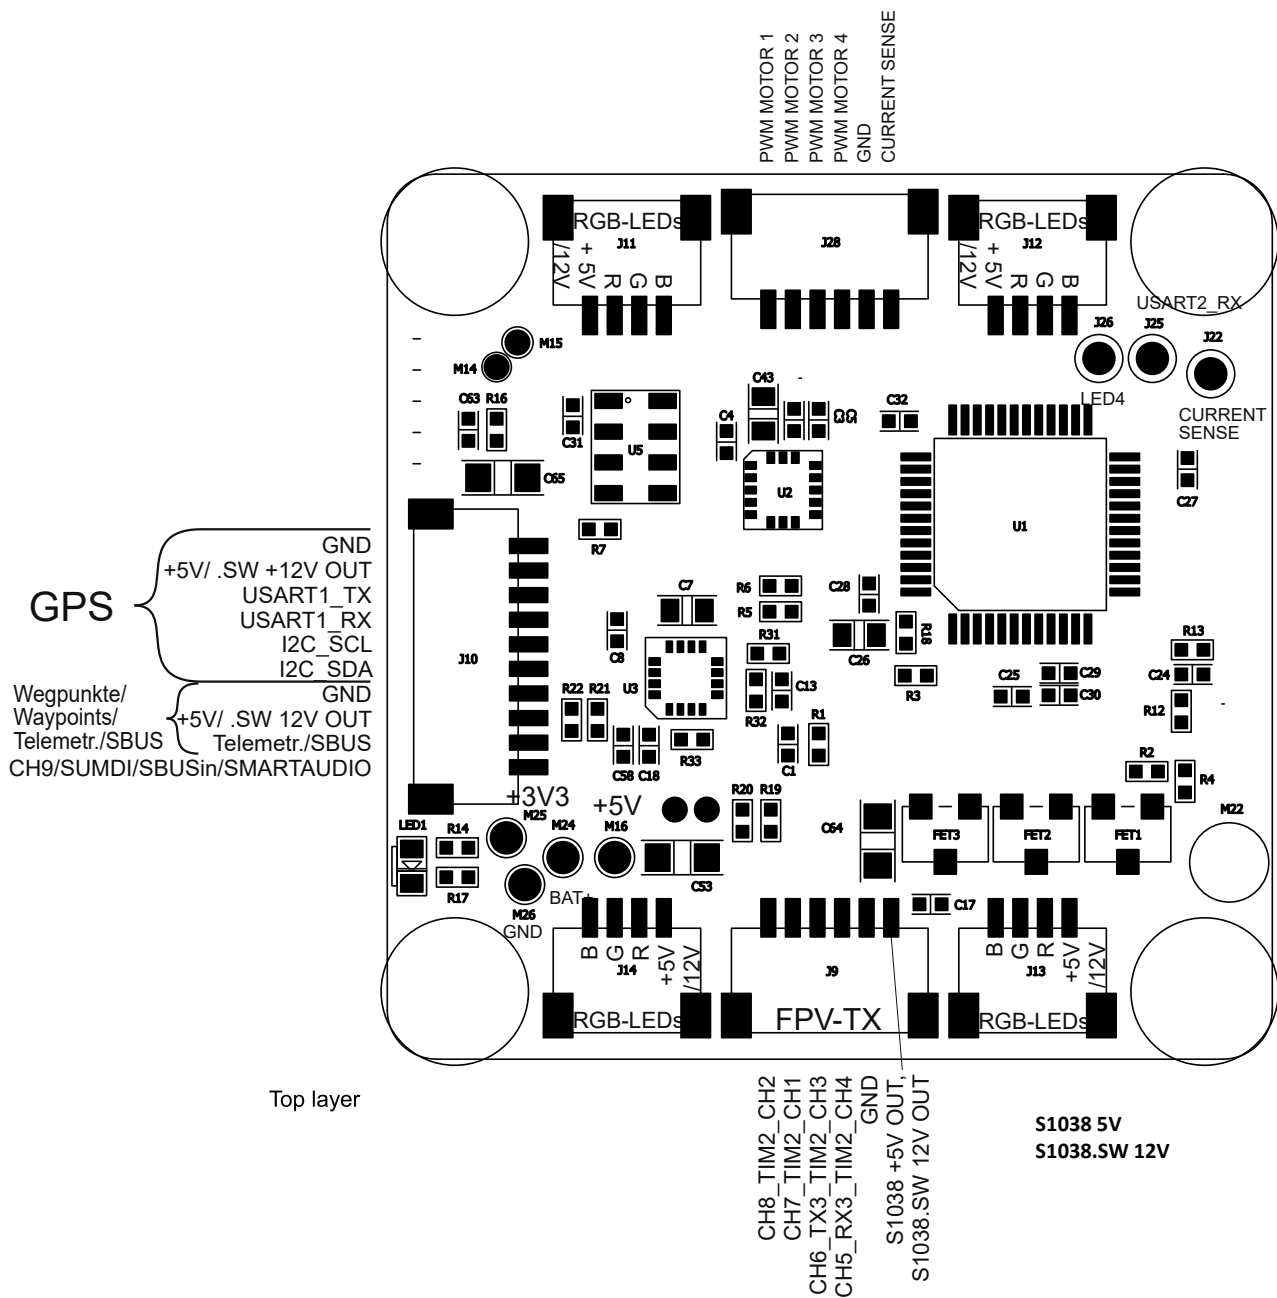 PWM MOTOR 1
PWM MOTOR 2
PWM MOTOR 3
PWM MOTOR 4
GND
CURRENT SENSE
RGB-LEDs
J11
/12V
+ 5V
R
G
B
J28
RGB-LEDs
J12
/12V
+ 5V
R
G
B
USART2_RX
J26
J25
J22
LED4
CURRENT
SENSE
M15
M14
C63
R16
C31
C65
U5
C43
C4
C3
C5
C32
U2
U1
C27
R7
GND
+5V/ .SW +12V OUT
USART1_TX
USART1_RX
I2C_SCL
I2C_SDA
GPS
GND
+5V/ .SW 12V OUT
Telemetr./SBUS
Wegpunkte/
Waypoints/
Telemetr./SBUS
CH9/SUMDI/SBUSin/SMARTAUDIO
J10
C7
R6
R5
C28
R18
C26
C8
R31
U3
R22
R21
R32
C13
R3
C25
C29
C30
R13
C24
R12
C58
C18
R33
C1
R1
R2
R4
+3V3
+5V
M25
M24
M16
LED1
R14
R17
M26
GND
BAT+
C53
R20
R19
C64
FET3
FET2
FET1
M22
C17
B
G
R
+5V
/12V
J14
RGB-LEDs
J9
FPV-TX
B
G
R
+5V
/12V
J13
RGB-LEDs
Top layer
CH8_TIM2_CH2
CH7_TIM2_CH1
CH6_TX3_TIM2_CH3
CH5_RX3_TIM2_CH4
GND
S1038 +5V OUT,
S1038.SW 12V OUT
S1038 5V
S1038.SW 12V